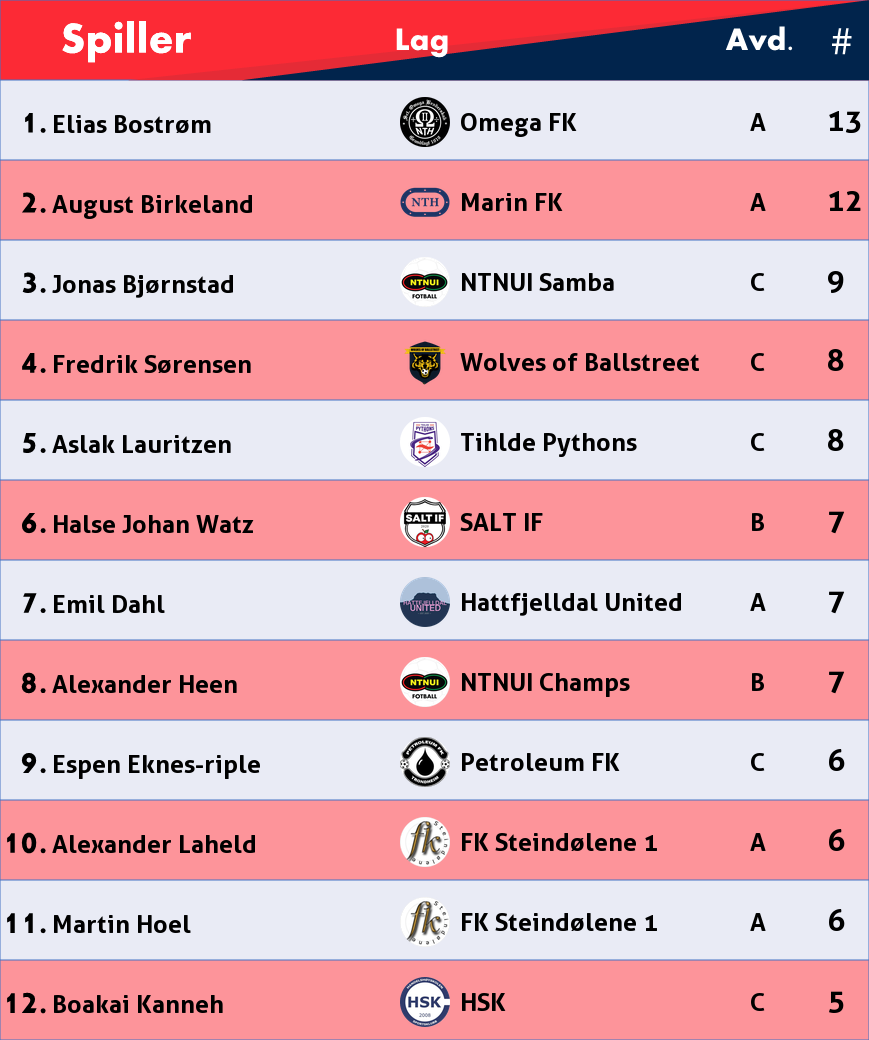 Spiller Lag Avd. #
1. Elias Bostrøm Omega FK A 13
2. August Birkeland NTH Marin FK A 12
3. Jonas Bjørnstad NTNUI FOTBALL NTNUI Samba C 9
4. Fredrik Sørensen Wolves of Ballstreet C 8
5. Aslak Lauritzen PYTHONS Tihlde Pythons C 8
6. Halse Johan Watz SALT IF SALT IF B 7
7. Emil Dahl HATTFJELLDAL UNITED Hattfjelldal United A 7
8. Alexander Heen NTNUI FOTBALL NTNUI Champs B 7
9. Espen Eknes-riple PETROLEUM FK TRONDHEIM Petroleum FK C 6
10. Alexander Laheld fk Steindølene FK Steindølene 1 A 6
11. Martin Hoel fk Steindølene FK Steindølene 1 A 6
12. Boakai Kanneh HSK 2008 HSK C 5